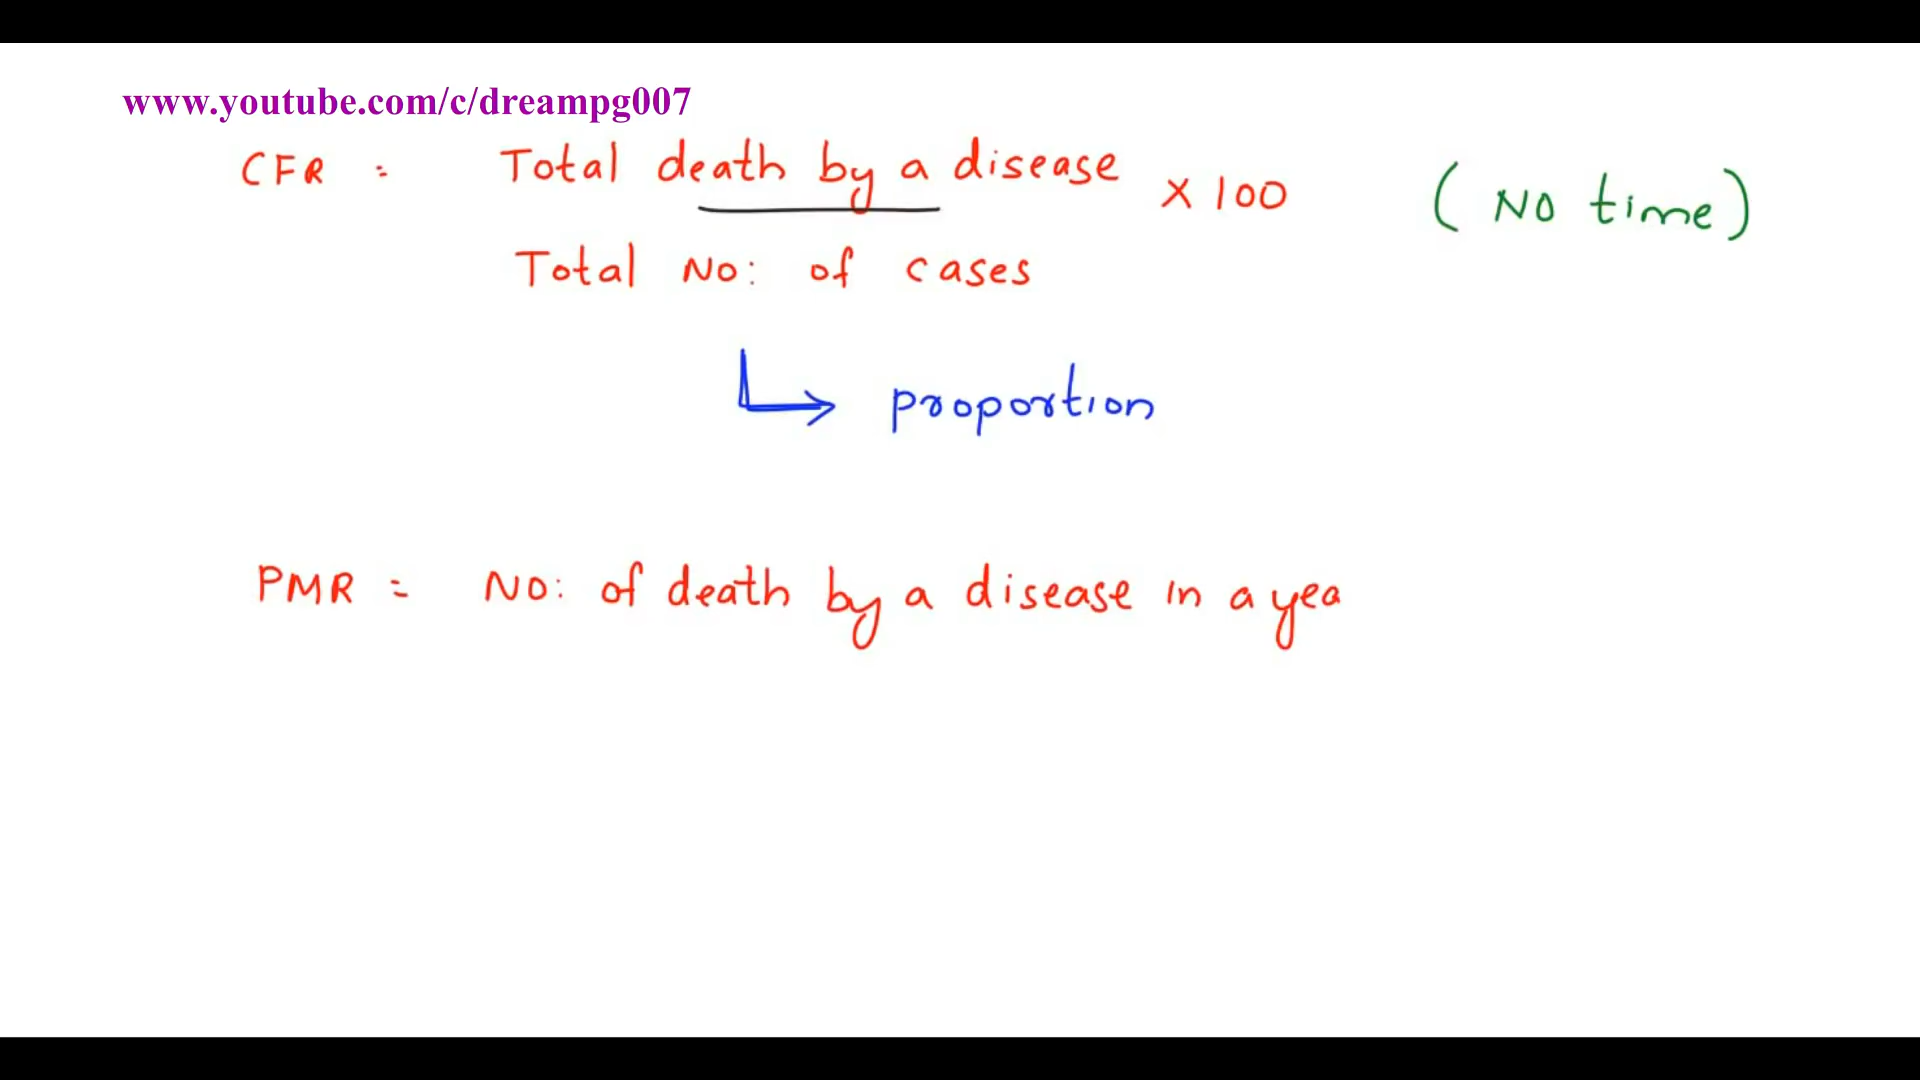 www.youtube.com/c/dreampg007
CFR = Total death by a disease x 100 (No time)
Total No: of cases
proportion
PMR = No: of death by a disease in a yea